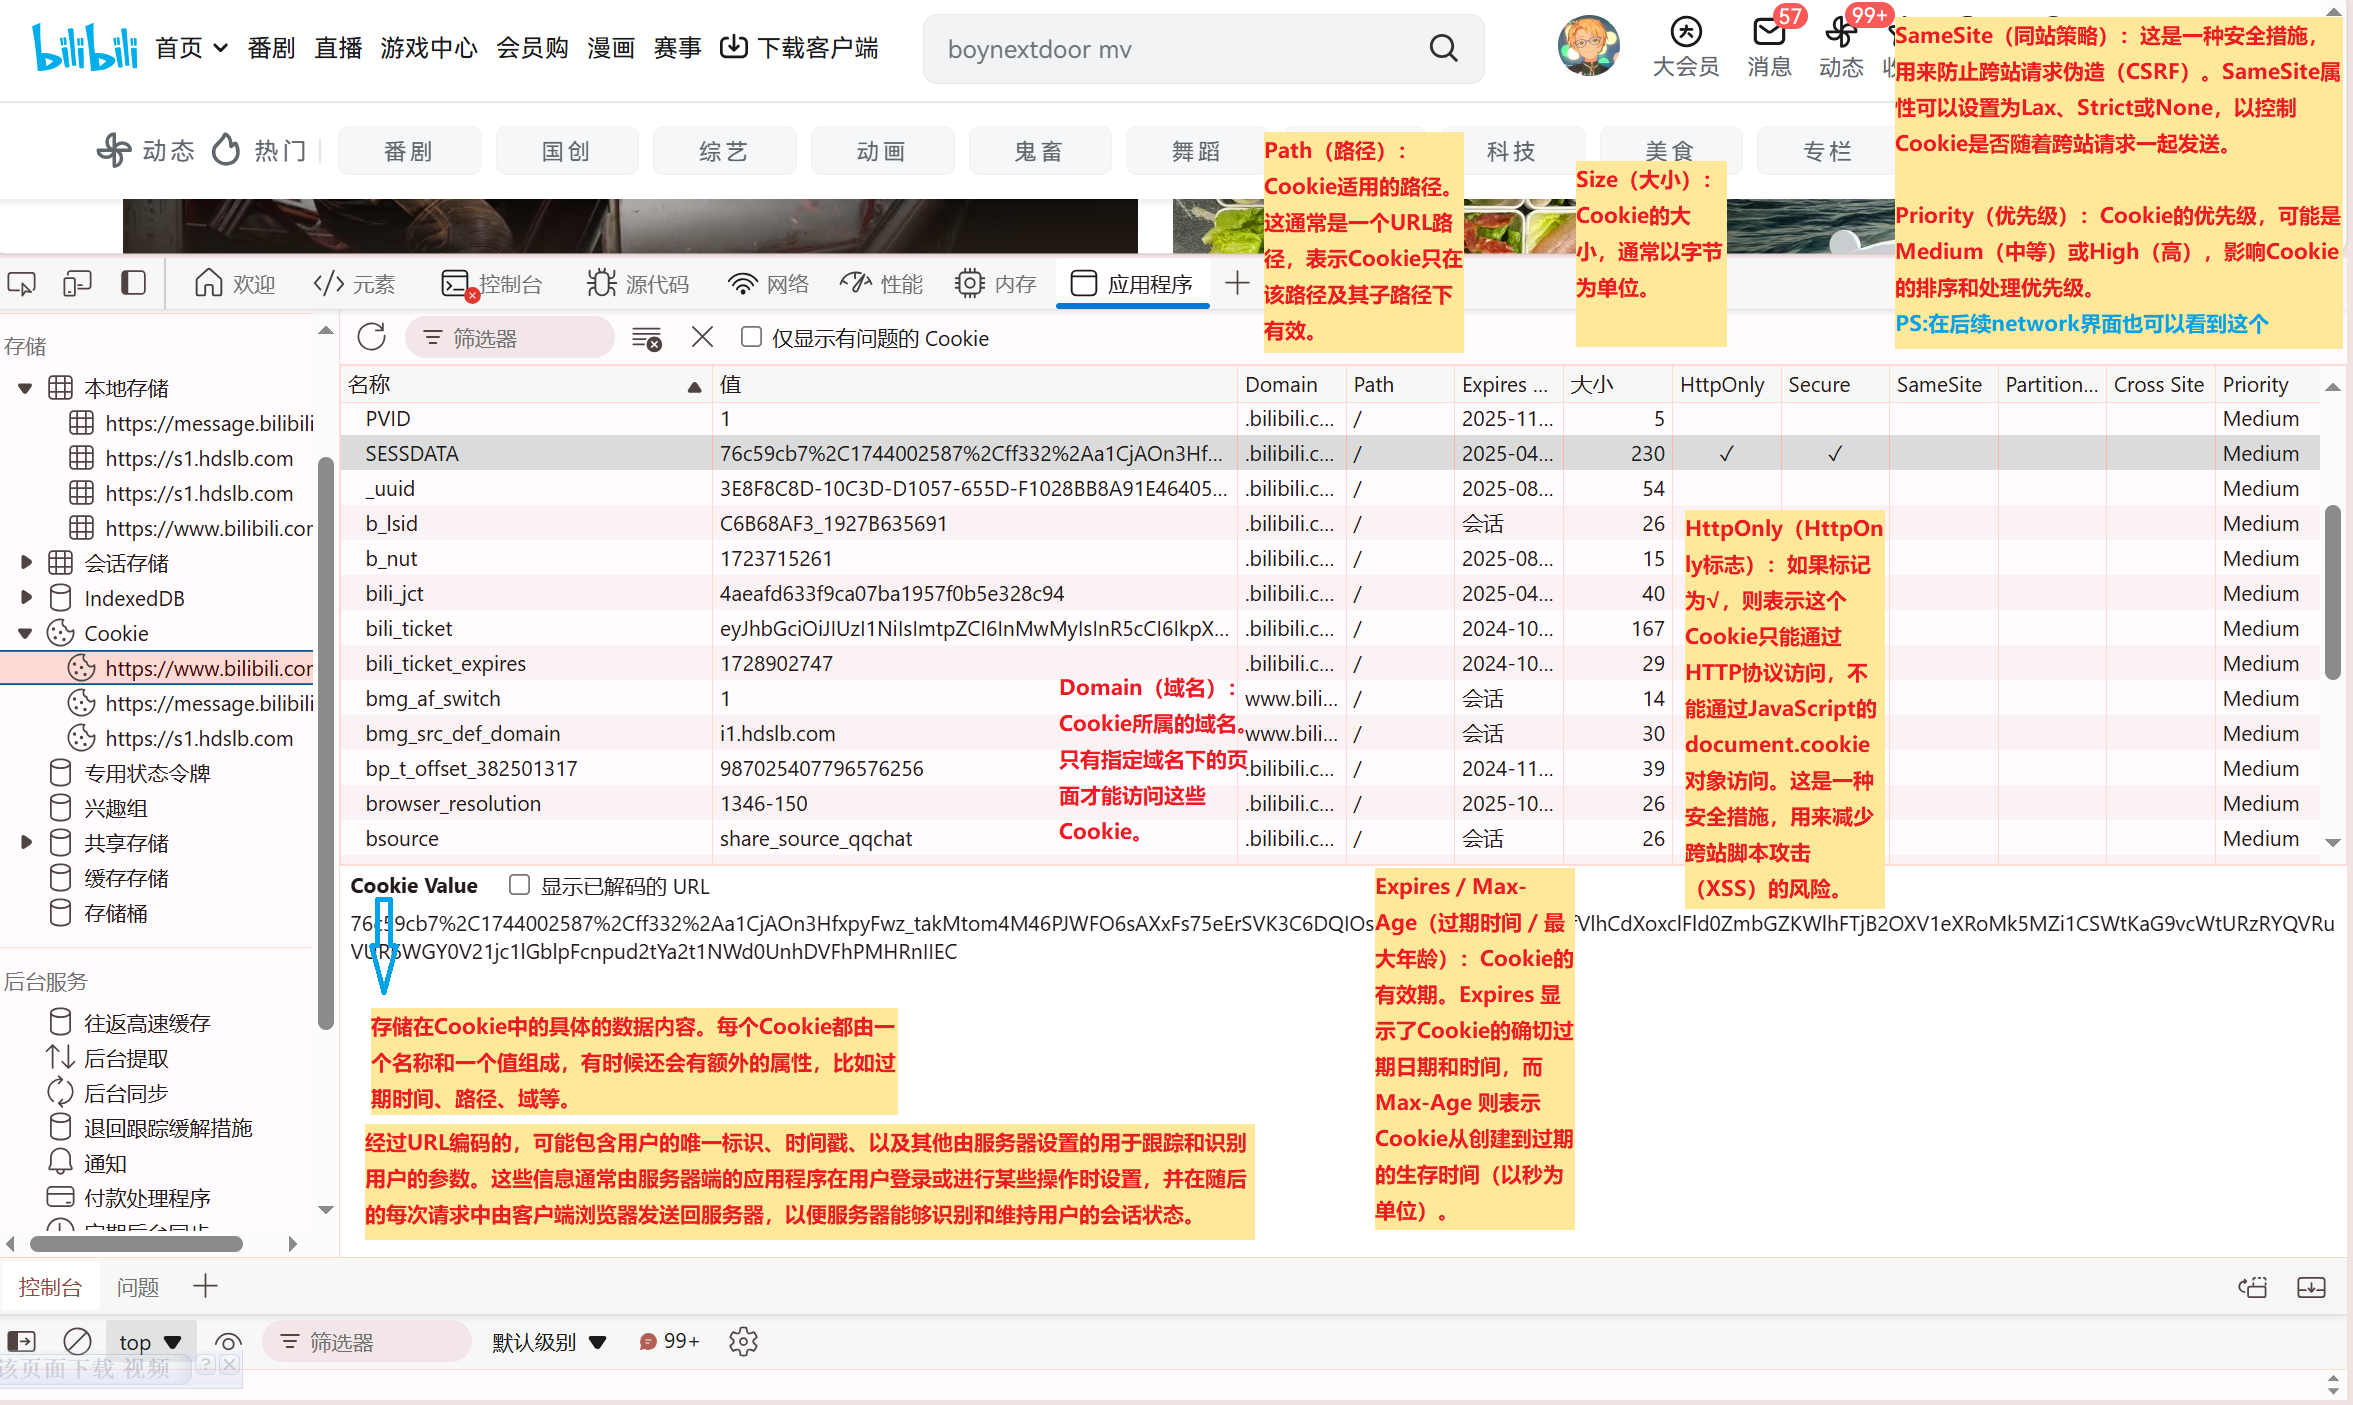 bilibili 首页 番剧 直播 游戏中心 会员购 漫画 赛事 下载客户端
boynextdoor mv
大会员
57
消息
99+
动态
SameSite（同站策略）：这是一种安全措施，
用来防止跨站请求伪造（CSRF）。SameSite属
性可以设置为Lax、Strict或None，以控制
Cookie是否随着跨站请求一起发送。
Priority（优先级）：Cookie的优先级，可能是
Medium（中等）或High（高），影响Cookie
的排序和处理优先级。
PS:在后续network界面也可以看到这个
动态 热门 番剧 国创 综艺 动画 鬼畜 舞蹈 科技 美食 专栏
Path（路径）：
Cookie适用的路径。
这通常是一个URL路
径，表示Cookie只在
该路径及其子路径下
有效。
Size（大小）：
Cookie的大
小，通常以字节
为单位。
欢迎 元素 控制台 源代码 网络 性能 内存 应用程序
筛选器 仅显示有问题的 Cookie
存储
本地存储
https://message.bilibili
https://s1.hdslb.com
https://s1.hdslb.com
https://www.bilibili.cor
会话存储
IndexedDB
Cookie
https://www.bilibili.cor
https://message.bilibili
https://s1.hdslb.com
专用状态令牌
兴趣组
共享存储
缓存存储
存储桶
后台服务
往返高速缓存
后台提取
后台同步
退回跟踪缓解措施
通知
付款处理程序
定期后台同步
名称 值 Domain Path Expires ... 大小 HttpOnly Secure SameSite Partition... Cross Site Priority
PVID 1 .bilibili.c... / 2025-11... 5 Medium
SESSDATA 76c59cb7%2C1744002587%2Cff332%2Aa1CjAOn3Hf... .bilibili.c... / 2025-04... 230 ✓ ✓ Medium
_uuid 3E8F8C8D-10C3D-D1057-655D-F1028BB8A91E46405... .bilibili.c... / 2025-08... 54 Medium
b_lsid C6B68AF3_1927B635691 .bilibili.c... / 会话 26 Medium
b_nut 1723715261 .bilibili.c... / 2025-08... 15 Medium
bili_jct 4aeafd633f9ca07ba1957f0b5e328c94 .bilibili.c... / 2025-04... 40 Medium
bili_ticket eyJhbGciOiJIUzI1NiIsImtpZCI6InMwMyIsInR5cCI6IkpX... .bilibili.c... / 2024-10... 167 Medium
bili_ticket_expires 1728902747 .bilibili.c... / 2024-10... 29 Medium
bmg_af_switch 1 www.bili... / 会话 14 Medium
bmg_src_def_domain i1.hdslb.com www.bili... / 会话 30 Medium
bp_t_offset_382501317 987025407796576256 .bilibili.c... / 2024-11... 39 Medium
browser_resolution 1346-150 .bilibili.c... / 2025-10... 26 Medium
bsource share_source_qqchat .bilibili.c... / 会话 26 Medium
Domain（域名）：
Cookie所属的域名。
只有指定域名下的页
面才能访问这些
Cookie。
HttpOnly（HttpOn
ly标志）：如果标记
为√，则表示这个
Cookie只能通过
HTTP协议访问，不
能通过JavaScript的
document.cookie
对象访问。这是一种
安全措施，用来减少
跨站脚本攻击
（XSS）的风险。
Cookie Value 显示已解码的 URL
76c59cb7%2C1744002587%2Cff332%2Aa1CjAOn3HfxpyFwz_takMtom4M46PJWFO6sAXxFs75eErSVK3C6DQIOs fVlhCdXoxclFld0ZmbGZKWlhFTjB2OXV1eXRoMk5MZi1CSWtKaG9vcWtURzRYQVRu
VUR6WGY0V21jc1lGblpFcnpud2tYa2t1NWd0UnhDVFhPMHRnIIEC
Expires / Max-
Age（过期时间 / 最
大年龄）：Cookie的
有效期。Expires 显
示了Cookie的确切过
期日期和时间，而
Max-Age 则表示
Cookie从创建到过期
的生存时间（以秒为
单位）。
存储在Cookie中的具体的数据内容。每个Cookie都由一
个名称和一个值组成，有时候还会有额外的属性，比如过
期时间、路径、域等。
经过URL编码的，可能包含用户的唯一标识、时间戳、以及其他由服务器设置的用于跟踪和识别
用户的参数。这些信息通常由服务器端的应用程序在用户登录或进行某些操作时设置，并在随后
的每次请求中由客户端浏览器发送回服务器，以便服务器能够识别和维持用户的会话状态。
控制台 问题
top 筛选器 默认级别 99+
该页面下载 视频 ?